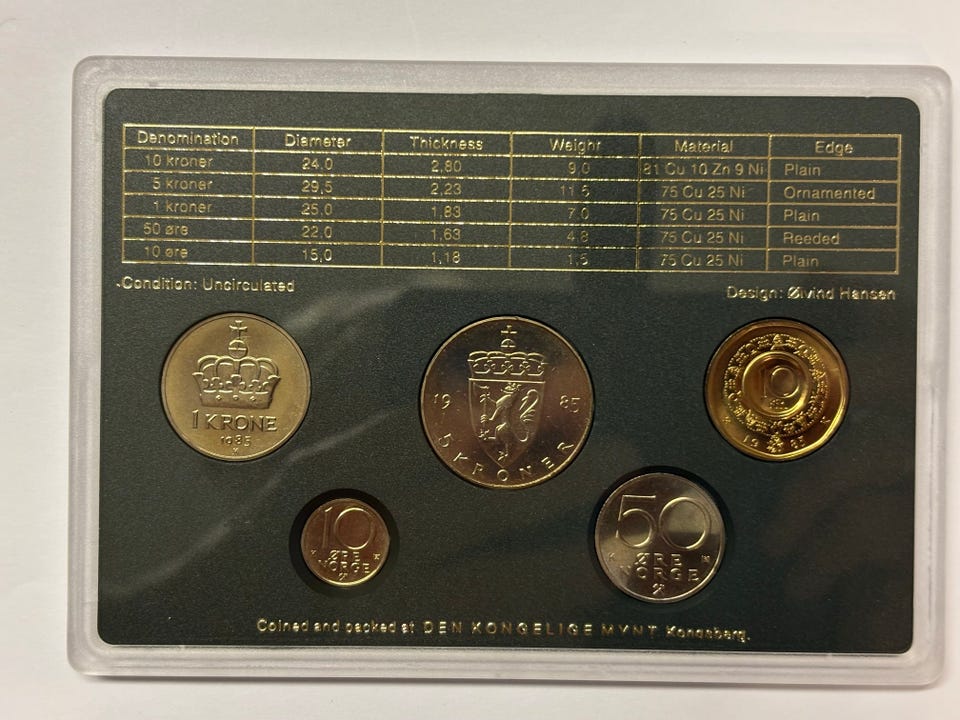 Denomination Diameter Thickness Weight Material Edge
10 kroner 24,0 2,80 9,0 81 Cu 10 Zn 9 Ni Plain
5 kroner 29,5 2,23 11,5 75 Cu 25 Ni Ornamented
1 kroner 25,0 1,83 7,0 75 Cu 25 Ni Plain
50 øre 22,0 1,63 4,8 75 Cu 25 Ni Reeded
10 øre 15,0 1,18 1,5 75 Cu 25 Ni Plain
Condition: Uncirculated
Design: Øivind Hansen
1 KRONE
1985
K
1985
5 KRONER
10
K 1985 K
10
ØRE
NORGE
50
ØRE
NORGE
Coined and packed at DEN KONGELIGE MYNT Kongsberg.